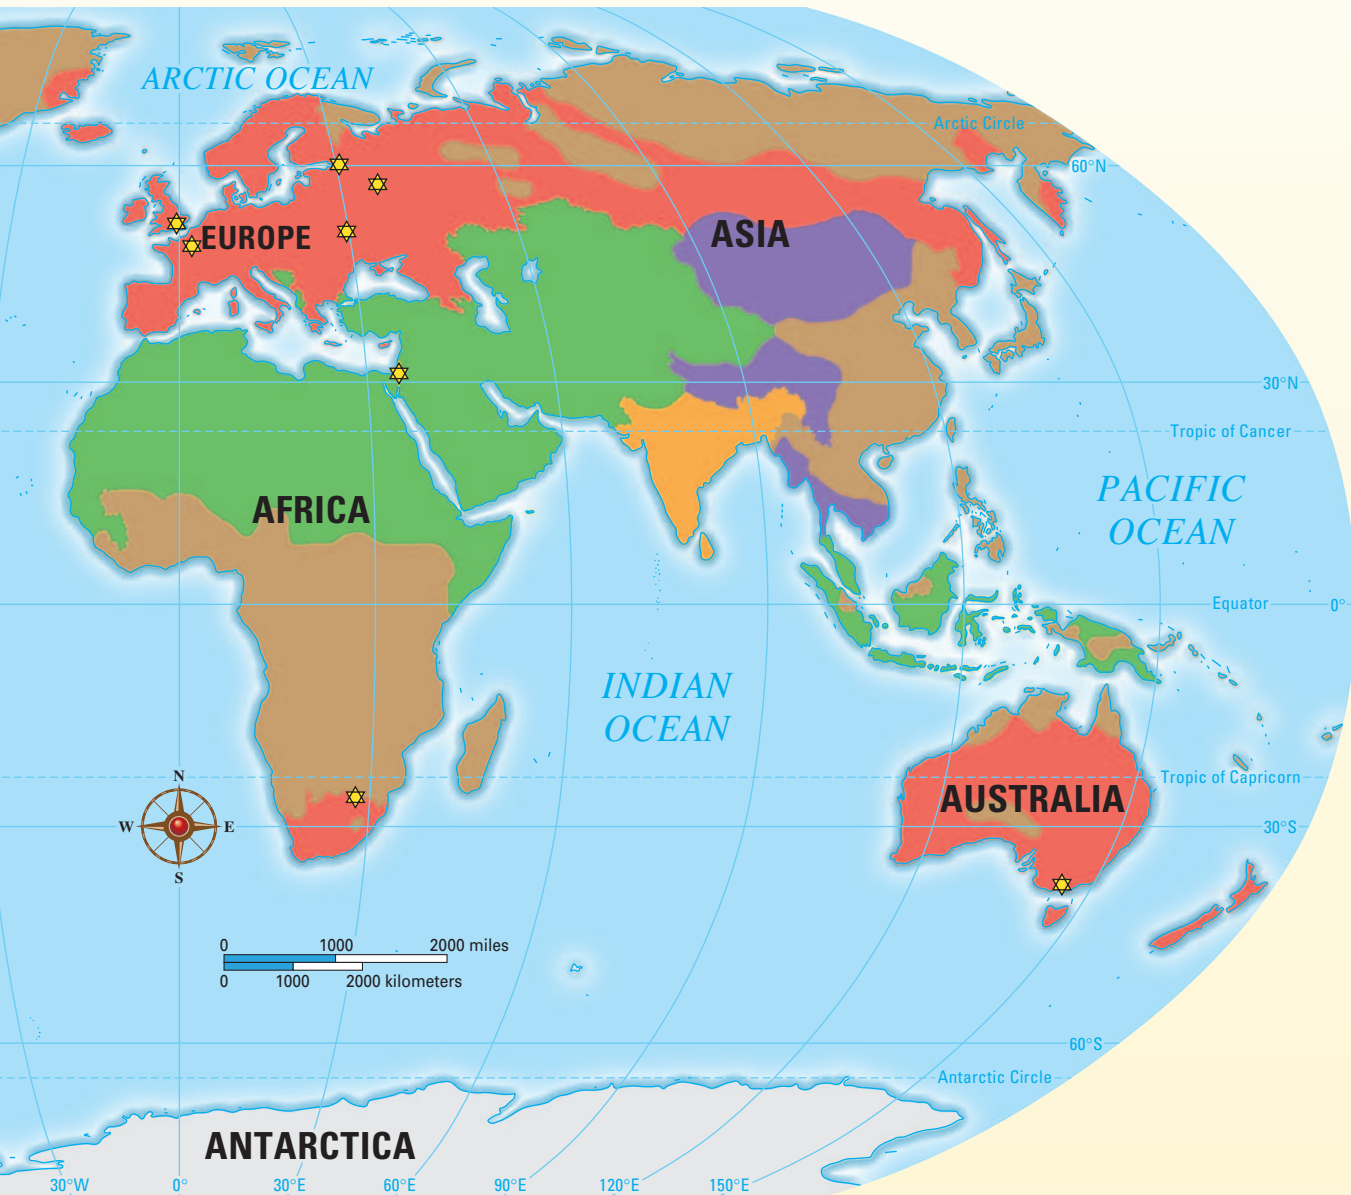 ARCTIC OCEAN
Arctic Circle
60°N
EUROPE
ASIA
30°N
Tropic of Cancer
PACIFIC
OCEAN
AFRICA
Equator
0°
INDIAN
OCEAN
N
W
E
S
Tropic of Capricorn
AUSTRALIA
30°S
0 1000 2000 miles
0 1000 2000 kilometers
60°S
Antarctic Circle
ANTARCTICA
30°W 0° 30°E 60°E 90°E 120°E 150°E